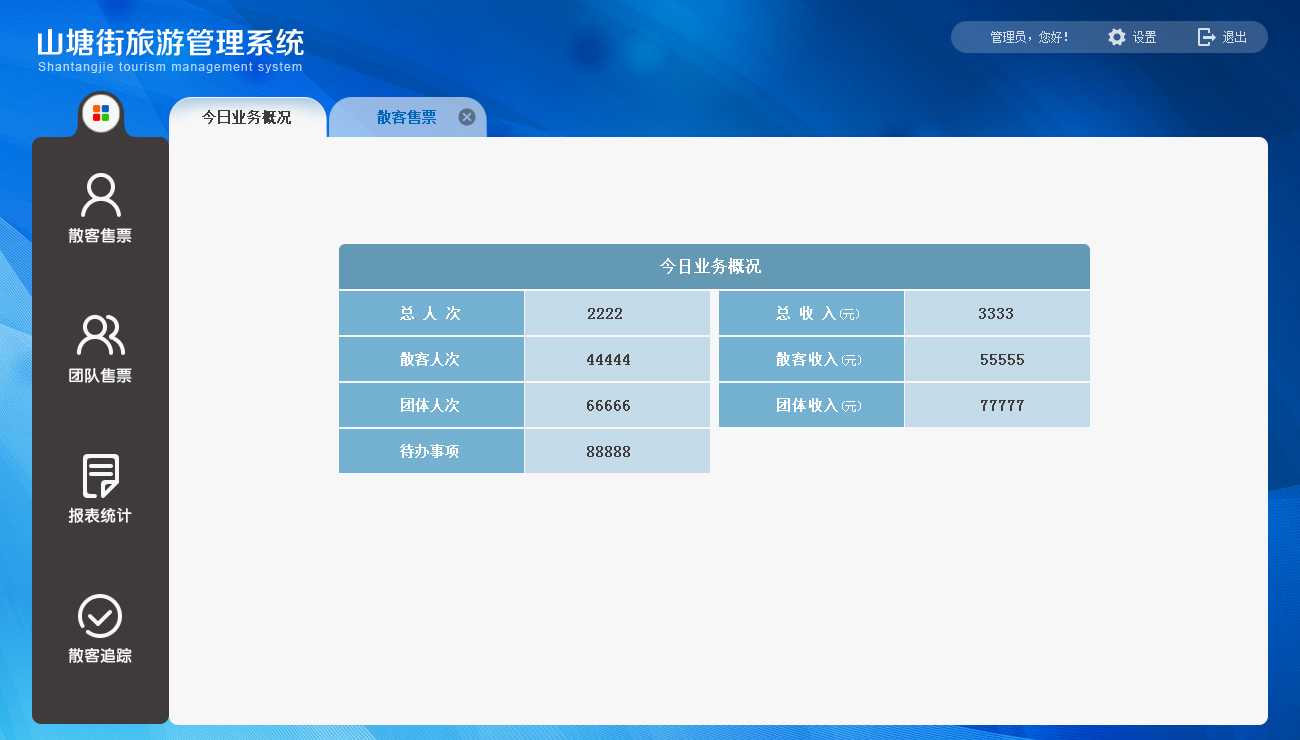 山塘街旅游管理系统
Shantangjie tourism management system
管理员，您好！ 设置 退出
今日业务概况 散客售票
散客售票
团队售票
报表统计
散客追踪
今日业务概况
总 人 次 2222 总 收 入(元) 3333
散客人次 44444 散客收入(元) 55555
团体人次 66666 团体收入(元) 77777
待办事项 88888